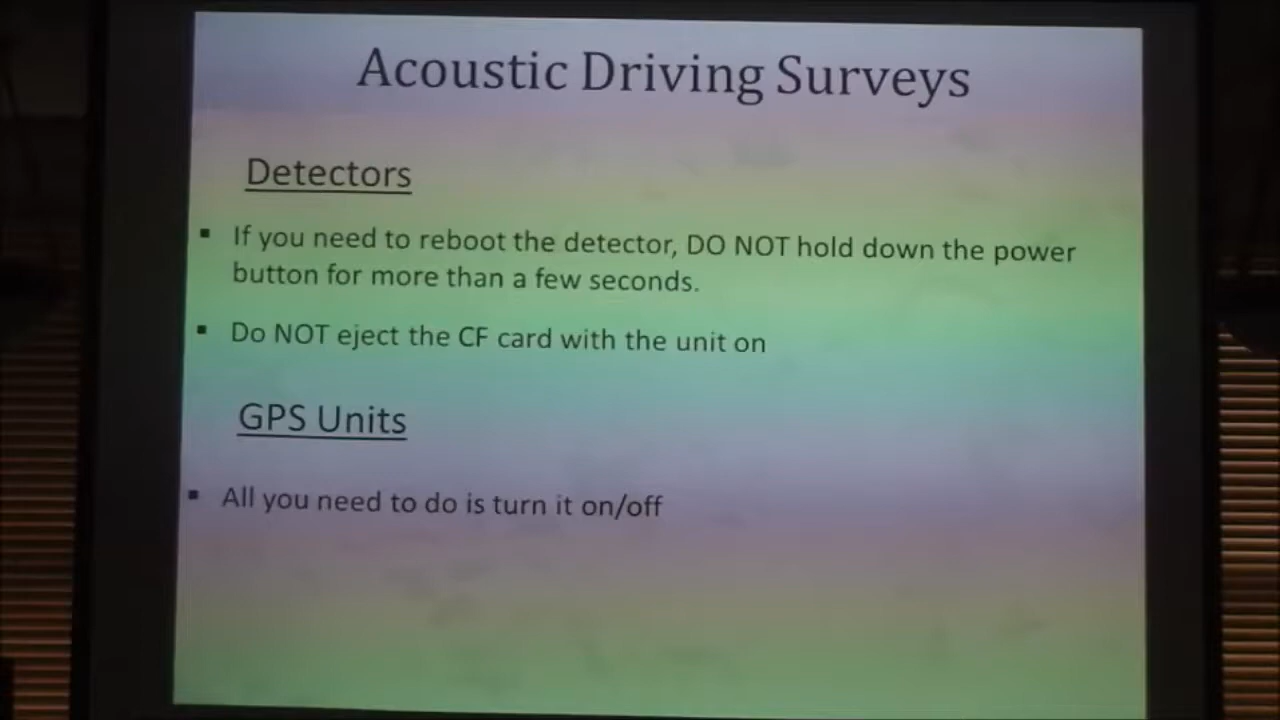 Acoustic Driving Surveys
Detectors
▪ If you need to reboot the detector, DO NOT hold down the power
button for more than a few seconds.
▪ Do NOT eject the CF card with the unit on
GPS Units
▪ All you need to do is turn it on/off